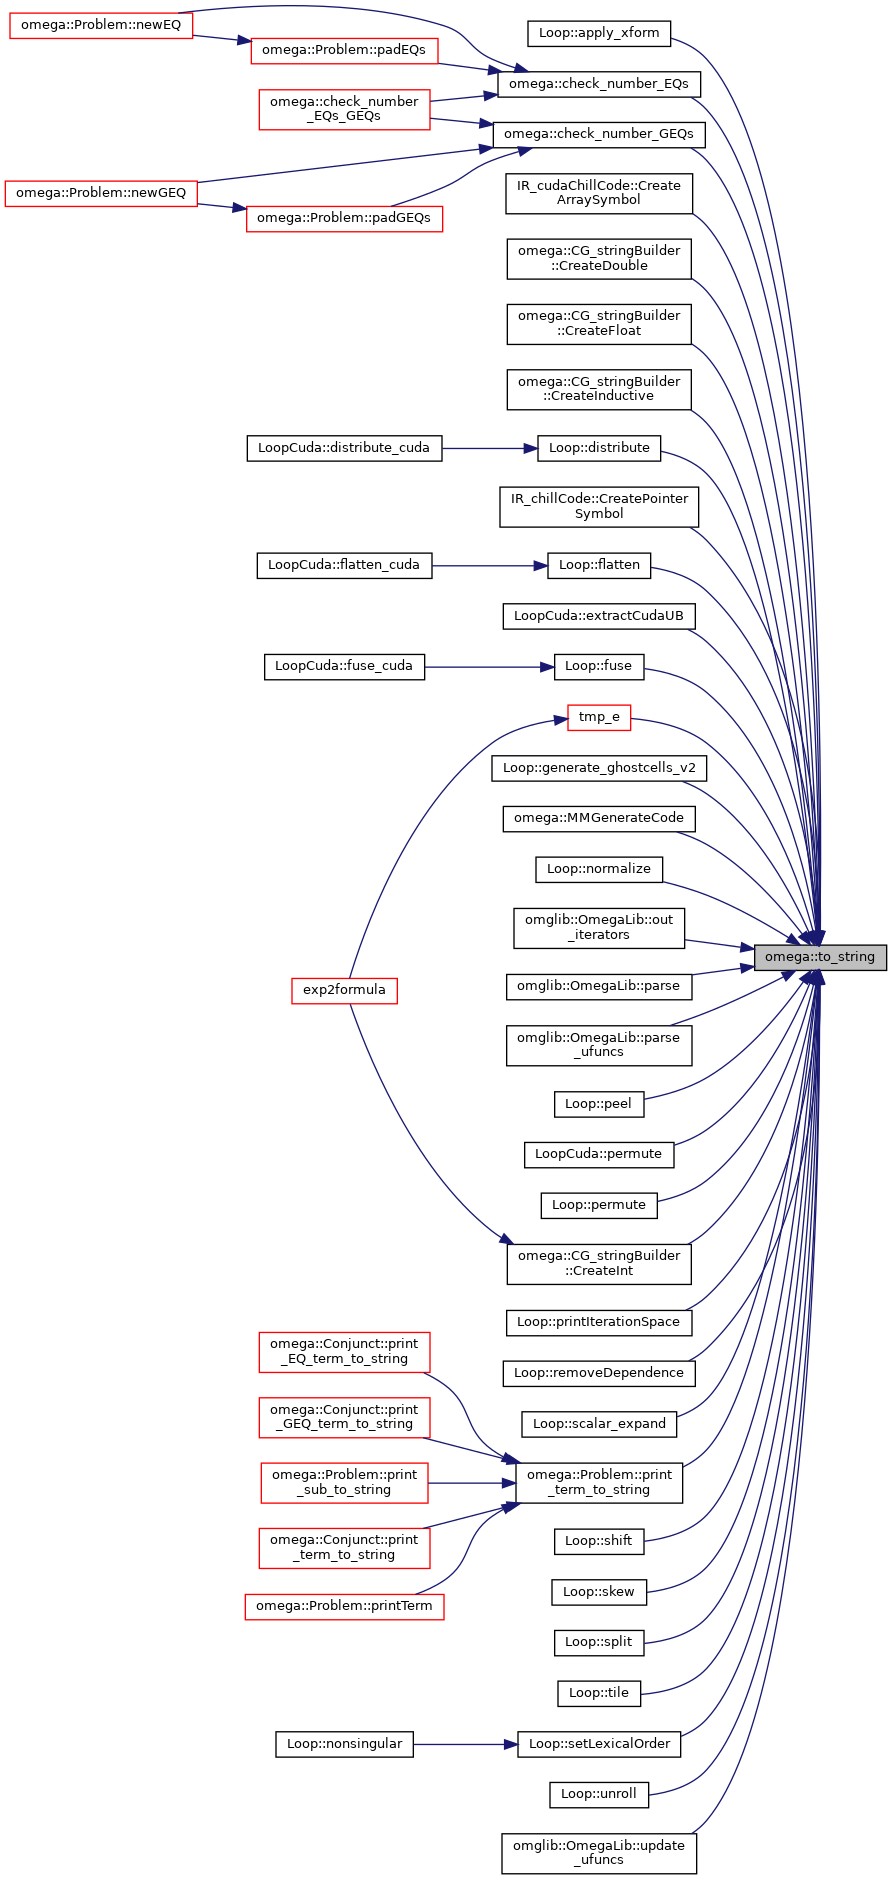 omega::Problem::newEQ
omega::Problem::padEQs
omega::check_number
_EQs_GEQs
omega::Problem::newGEQ
omega::Problem::padGEQs
Loop::apply_xform
omega::check_number_EQs
omega::check_number_GEQs
IR_cudaChillCode::Create
ArraySymbol
omega::CG_stringBuilder
::CreateDouble
omega::CG_stringBuilder
::CreateFloat
omega::CG_stringBuilder
::CreateInductive
LoopCuda::distribute_cuda
Loop::distribute
IR_chillCode::CreatePointer
Symbol
LoopCuda::flatten_cuda
Loop::flatten
LoopCuda::extractCudaUB
LoopCuda::fuse_cuda
Loop::fuse
tmp_e
Loop::generate_ghostcells_v2
omega::MMGenerateCode
Loop::normalize
omglib::OmegaLib::out
_iterators
omega::to_string
exp2formula
omglib::OmegaLib::parse
omglib::OmegaLib::parse
_ufuncs
Loop::peel
LoopCuda::permute
Loop::permute
omega::CG_stringBuilder
::CreateInt
Loop::printIterationSpace
Loop::removeDependence
omega::Conjunct::print
_EQ_term_to_string
omega::Conjunct::print
_GEQ_term_to_string
omega::Problem::print
_sub_to_string
omega::Conjunct::print
_term_to_string
omega::Problem::printTerm
Loop::scalar_expand
omega::Problem::print
_term_to_string
Loop::shift
Loop::skew
Loop::split
Loop::tile
Loop::nonsingular
Loop::setLexicalOrder
Loop::unroll
omglib::OmegaLib::update
_ufuncs